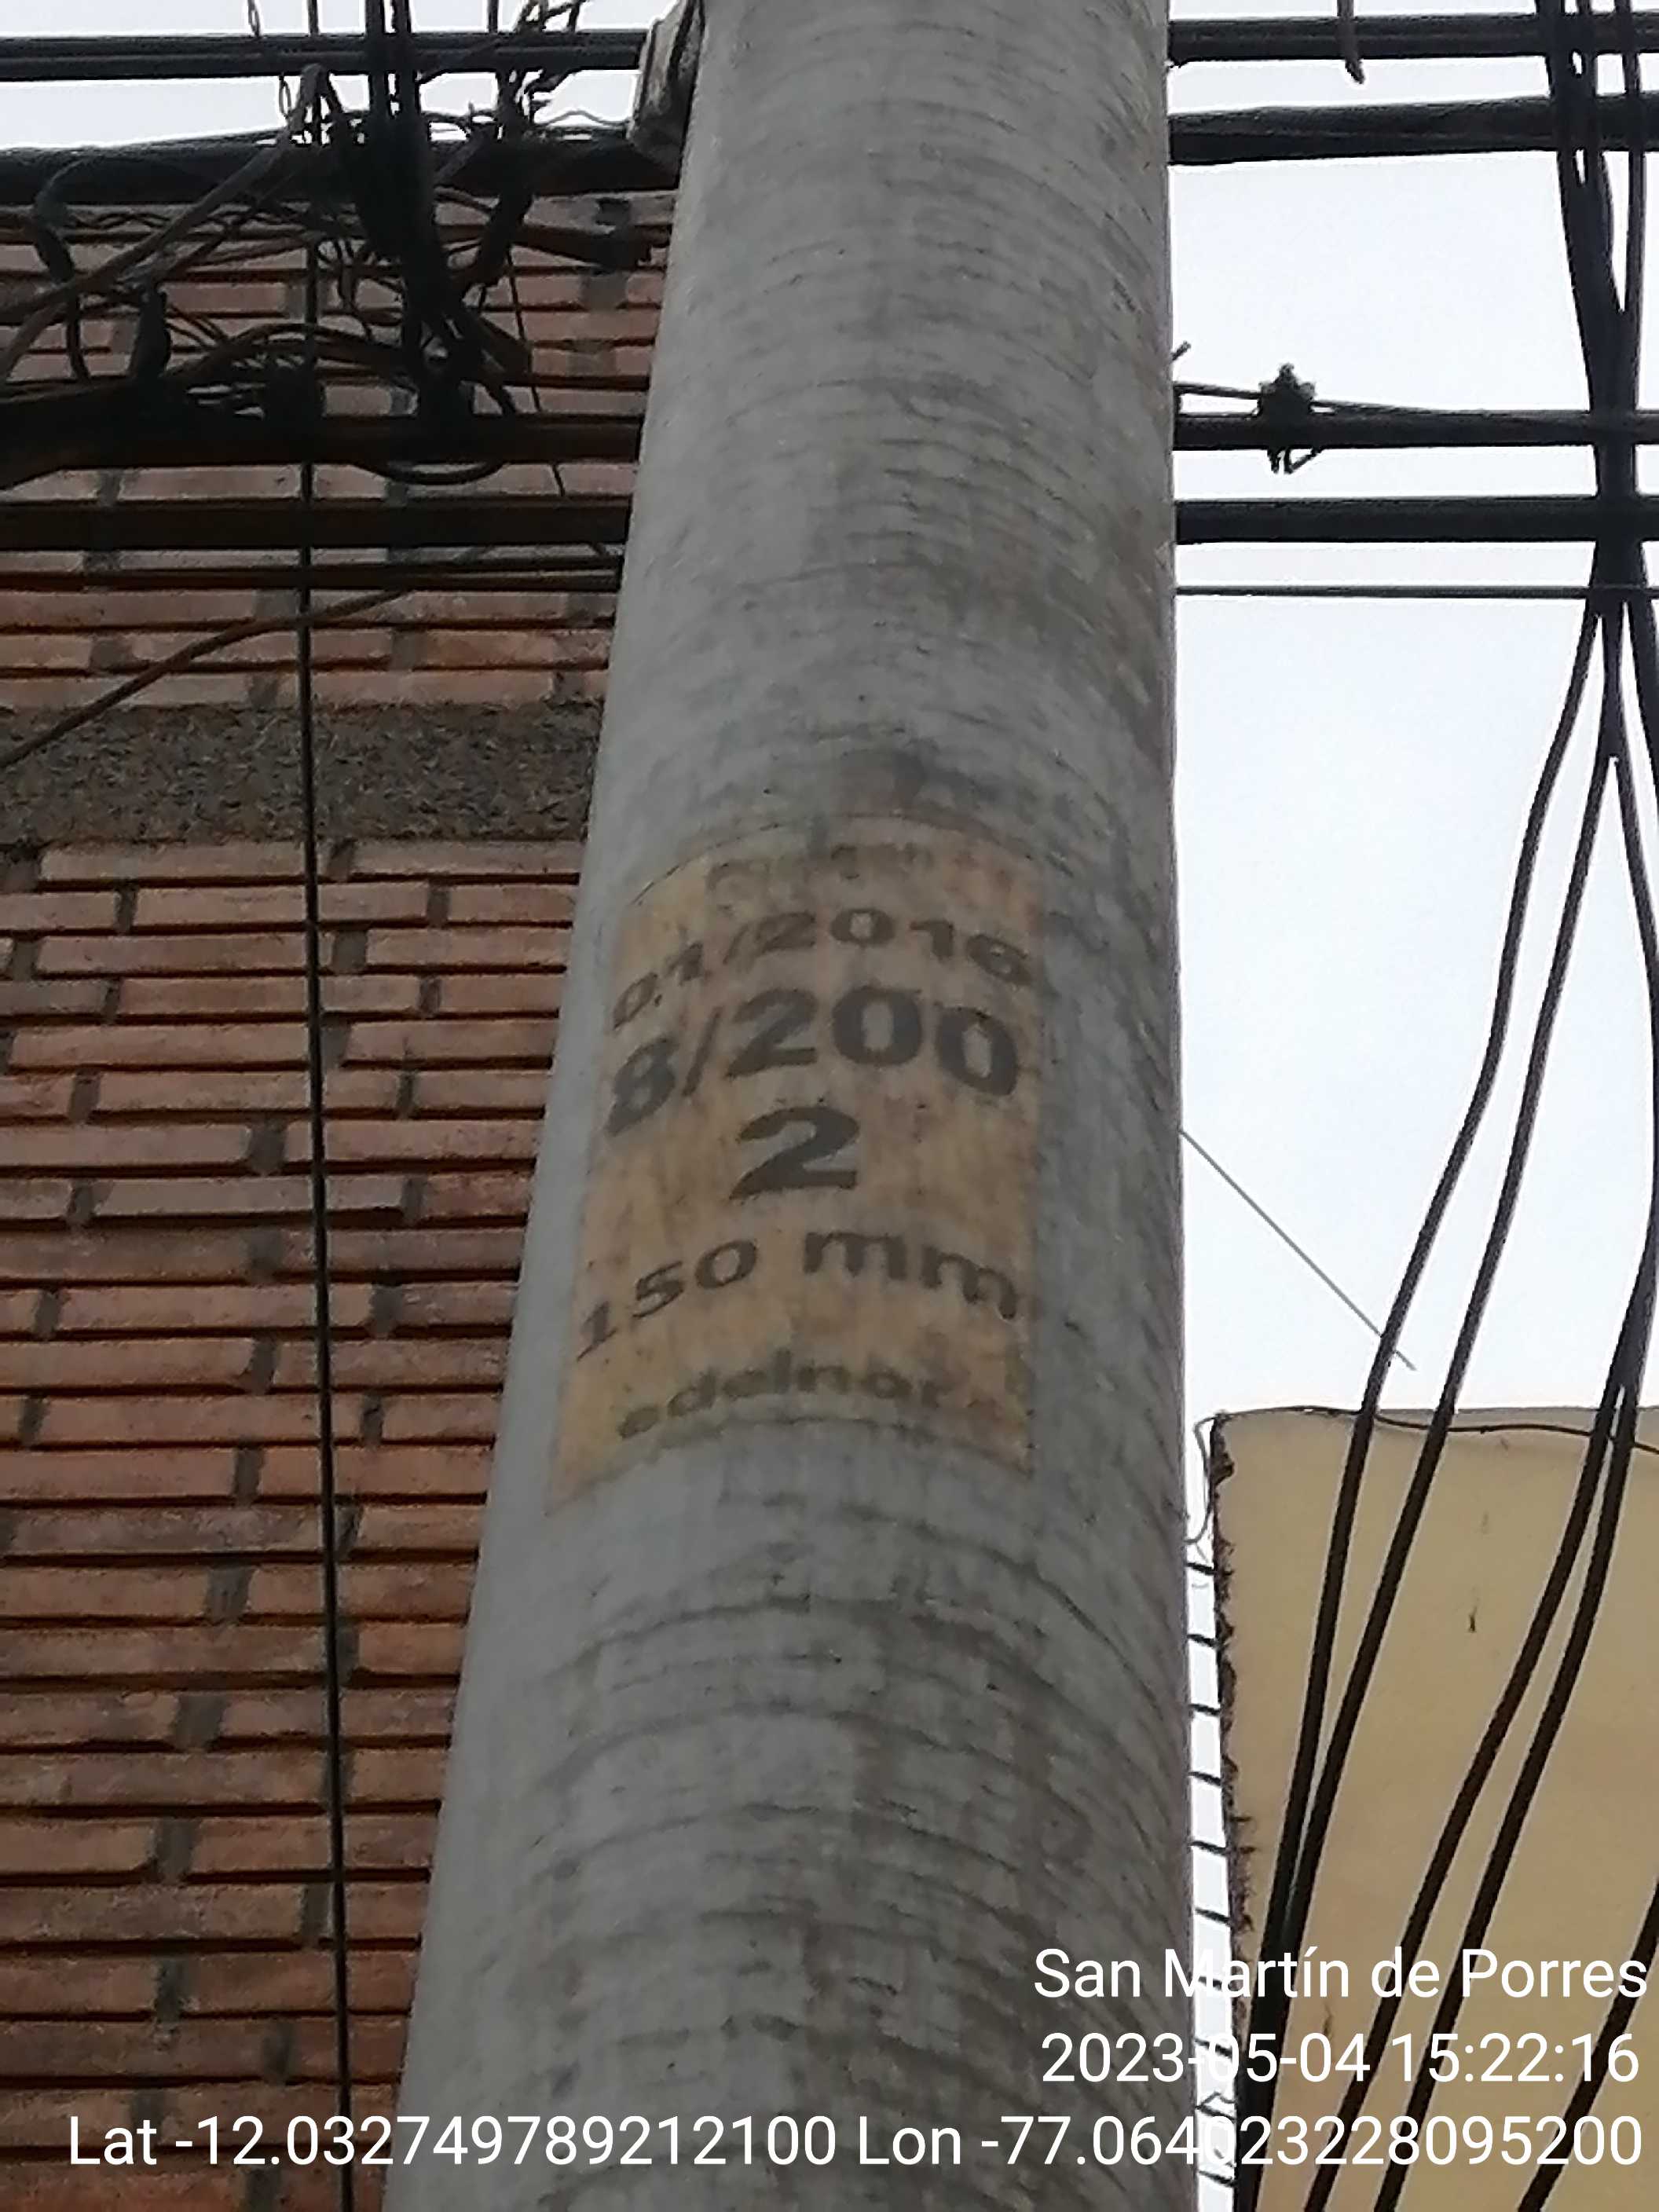 01/2016
8/200
2
150 mm
edelnor
San Martín de Porres
2023-05-04 15:22:16
Lat -12.032749789212100 Lon -77.064023228095200